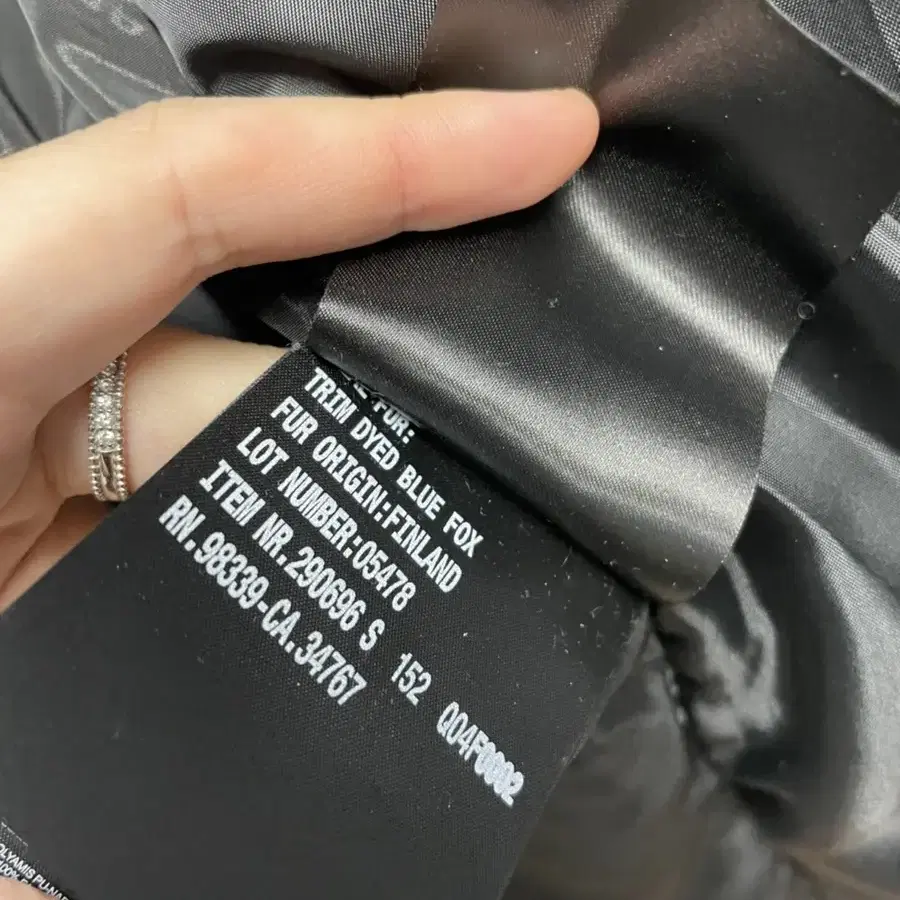 FUR:
TRIM DYED BLUE FOX
FUR ORIGIN:FINLAND
LOT NUMBER:05478
ITEM NR.290696 S 152 Q04F0002
RN.98339-CA.34767